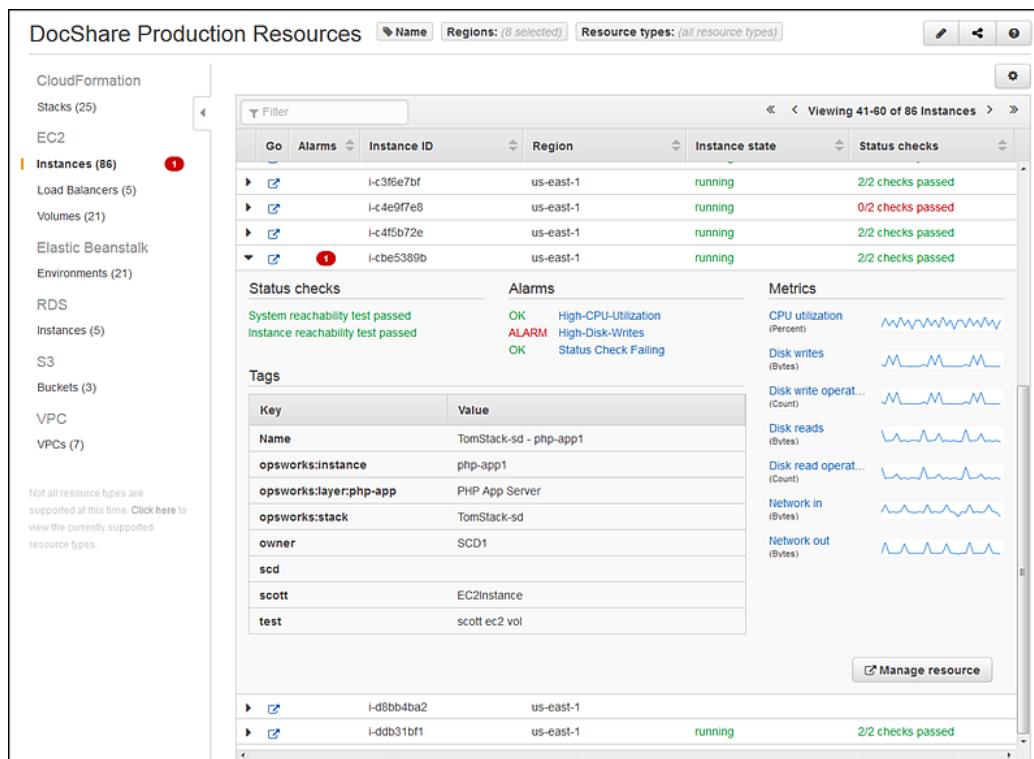 DocShare Production Resources Name Regions: (8 selected) Resource types: (all resource types)
CloudFormation
Stacks (25)
EC2
Instances (86) 1
Load Balancers (5)
Volumes (21)
Elastic Beanstalk
Environments (21)
RDS
Instances (5)
S3
Buckets (3)
VPC
VPCs (7)
Not all resource types are
supported at this time. Click here to
view the currently supported
resource types.
Filter « < Viewing 41-60 of 86 Instances > »
Go Alarms Instance ID Region Instance state Status checks
i-c3f6e7bf us-east-1 running 2/2 checks passed
i-c4e9f7e8 us-east-1 running 0/2 checks passed
i-c4f5b72e us-east-1 running 2/2 checks passed
1 i-cbe5389b us-east-1 running 2/2 checks passed
Status checks
System reachability test passed
Instance reachability test passed
Alarms
OK High-CPU-Utilization
ALARM High-Disk-Writes
OK Status Check Failing
Tags
Key Value
Name TomStack-sd - php-app1
opsworks:instance php-app1
opsworks:layer:php-app PHP App Server
opsworks:stack TomStack-sd
owner SCD1
scd
scott EC2Instance
test scott ec2 vol
Metrics
CPU utilization
(Percent)
Disk writes
(Bytes)
Disk write operat...
(Count)
Disk reads
(Bytes)
Disk read operat...
(Count)
Network in
(Bytes)
Network out
(Bytes)
Manage resource
i-d8bb4ba2 us-east-1
i-ddb31bf1 us-east-1 running 2/2 checks passed